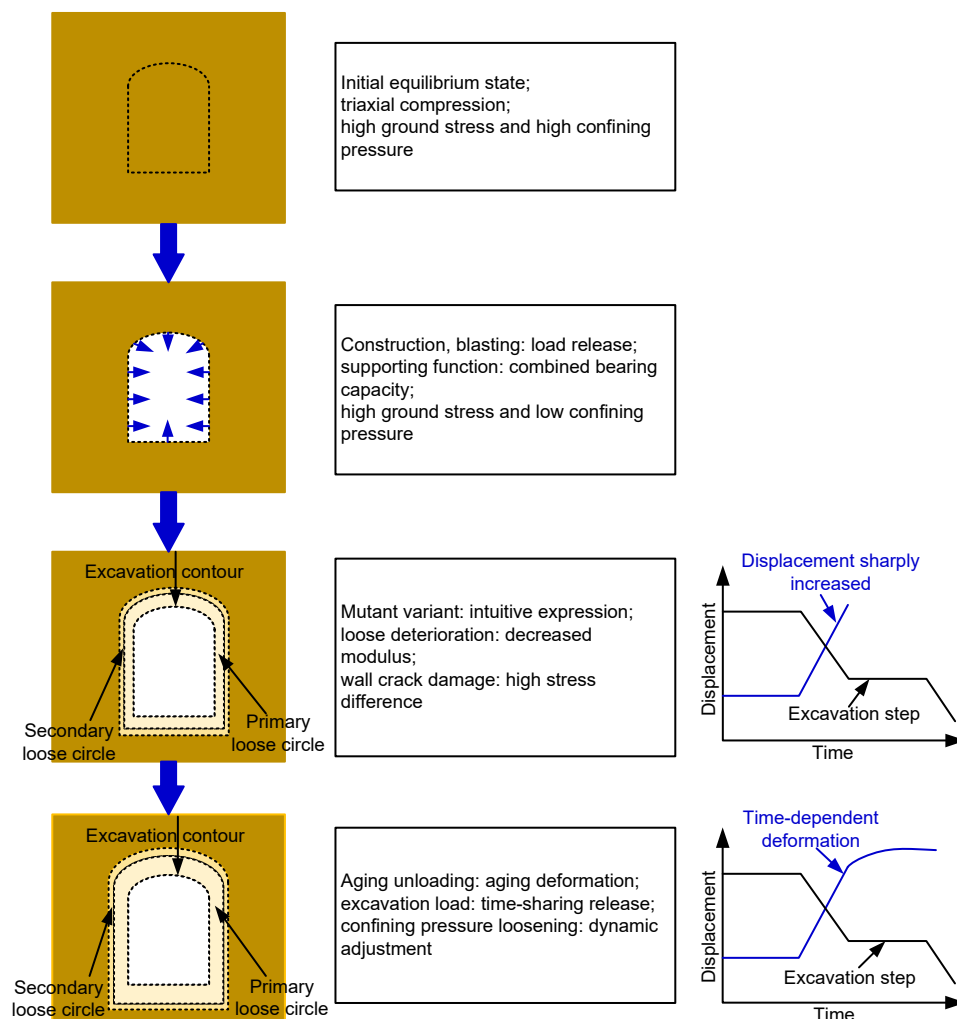 Initial equilibrium state;
triaxial compression;
high ground stress and high confining
pressure
Construction, blasting: load release;
supporting function: combined bearing
capacity;
high ground stress and low confining
pressure
Excavation contour
Secondary
loose circle
Primary
loose circle
Mutant variant: intuitive expression;
loose deterioration: decreased
modulus;
wall crack damage: high stress
difference
Displacement sharply
increased
Displacement
Excavation step
Time
Excavation contour
Secondary
loose circle
Primary
loose circle
Aging unloading: aging deformation;
excavation load: time-sharing release;
confining pressure loosening: dynamic
adjustment
Time-dependent
deformation
Displacement
Excavation step
Time